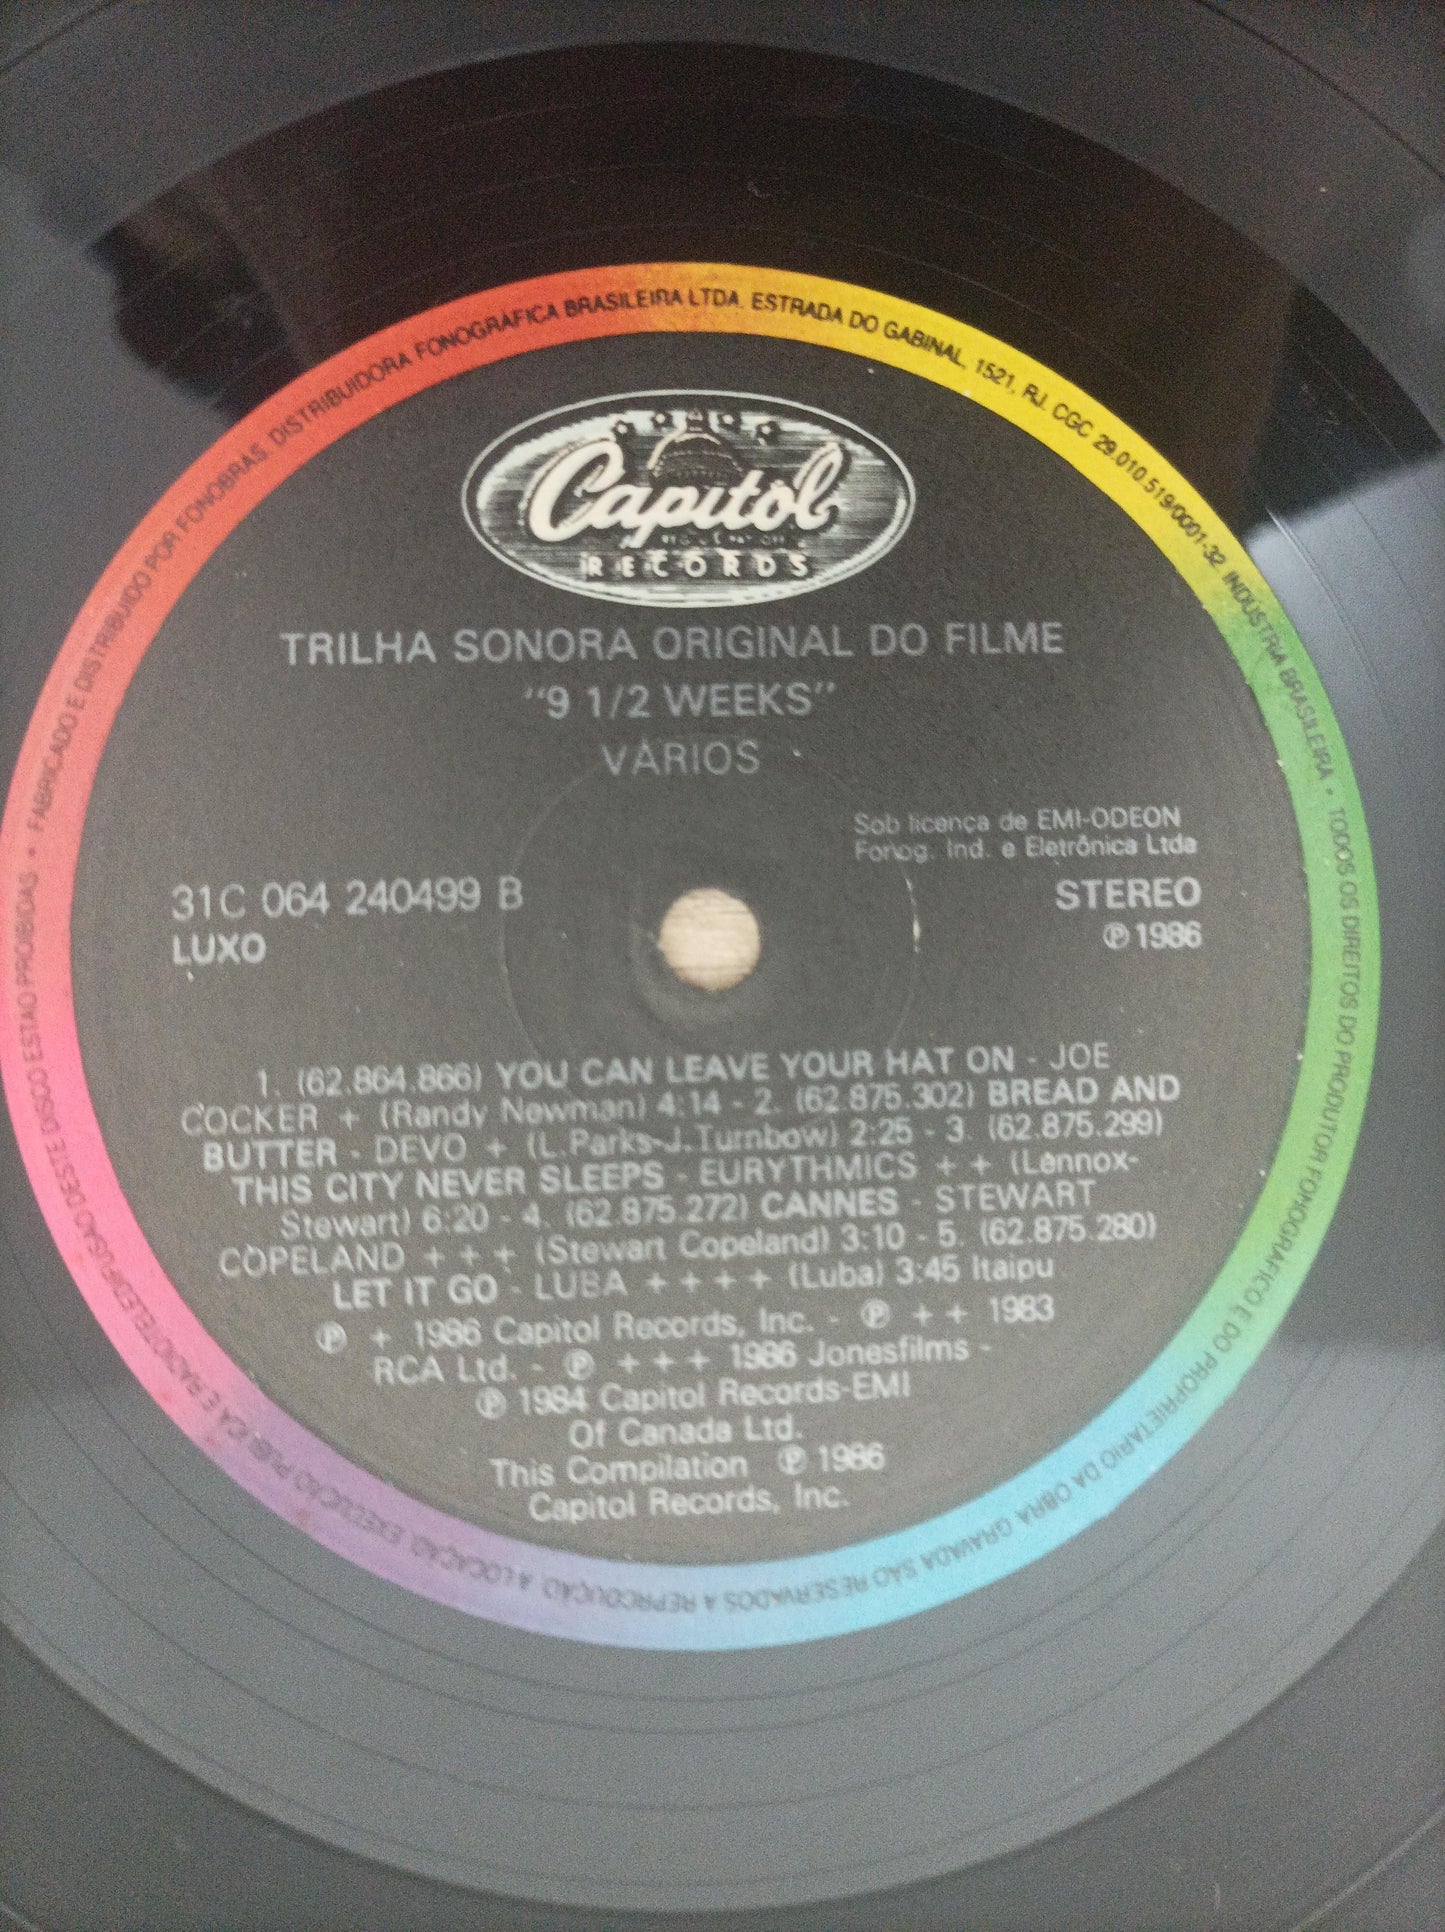 Capitol
RECORDS
TRILHA SONORA ORIGINAL DO FILME
"9 1/2 WEEKS"
VÁRIOS
Sob licença de EMI-ODEON
Fonog. Ind. e Eletrônica Ltda
31C 064 240499 B
LUXO
STEREO
℗ 1986
1. (62.864.866) YOU CAN LEAVE YOUR HAT ON - JOE
COCKER + (Randy Newman) 4:14 - 2. (62.875.302) BREAD AND
BUTTER - DEVO + (L.Parks-J.Turnbow) 2:25 - 3. (62.875.299)
THIS CITY NEVER SLEEPS - EURYTHMICS + + (Lennox-
Stewart) 6:20 - 4. (62.875.272) CANNES - STEWART
COPELAND + + + (Stewart Copeland) 3:10 - 5. (62.875.280)
LET IT GO - LUBA + + + + (Luba) 3:45 Itaipu
℗ + 1986 Capitol Records, Inc. - ℗ + + 1983
RCA Ltd. - ℗ + + + 1986 Jonesfilms -
℗ 1984 Capitol Records-EMI
Of Canada Ltd.
This Compilation ℗ 1986
Capitol Records, Inc.
FABRICADO E DISTRIBUIDO POR FONOBRAS. DISTRIBUIDORA FONOGRAFICA BRASILEIRA LTDA. ESTRADA DO GABINAL, 1521, RJ. CGC 29.010.519/0001-32 INDUSTRIA BRASILEIRA • TODOS OS DIREITOS DO PRODUTOR FONOGRAFICO E DO PROPRIETARIO DA OBRA GRAVADA SÃO RESERVADOS A REPRODUÇÃO, A LOCAÇÃO, EXECUÇÃO PUBLICA E RADIOTELEDIFUSÃO DESTE DISCO ESTÃO PROIBIDAS •